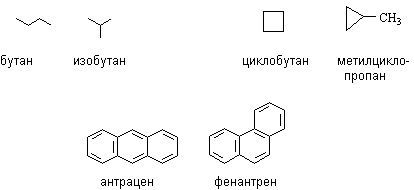 CH₃
бутан изобутан циклобутан метилцикло-
пропан
антрацен фенантрен